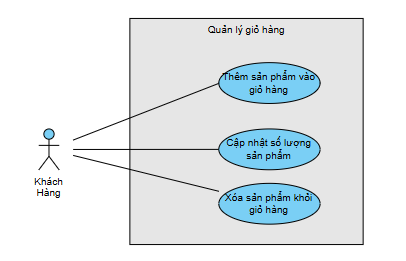 Quản lý giỏ hàng
Thêm sản phẩm vào
giỏ hàng
Cập nhật số lượng
sản phẩm
Khách
Hàng
Xóa sản phẩm khỏi
giỏ hàng